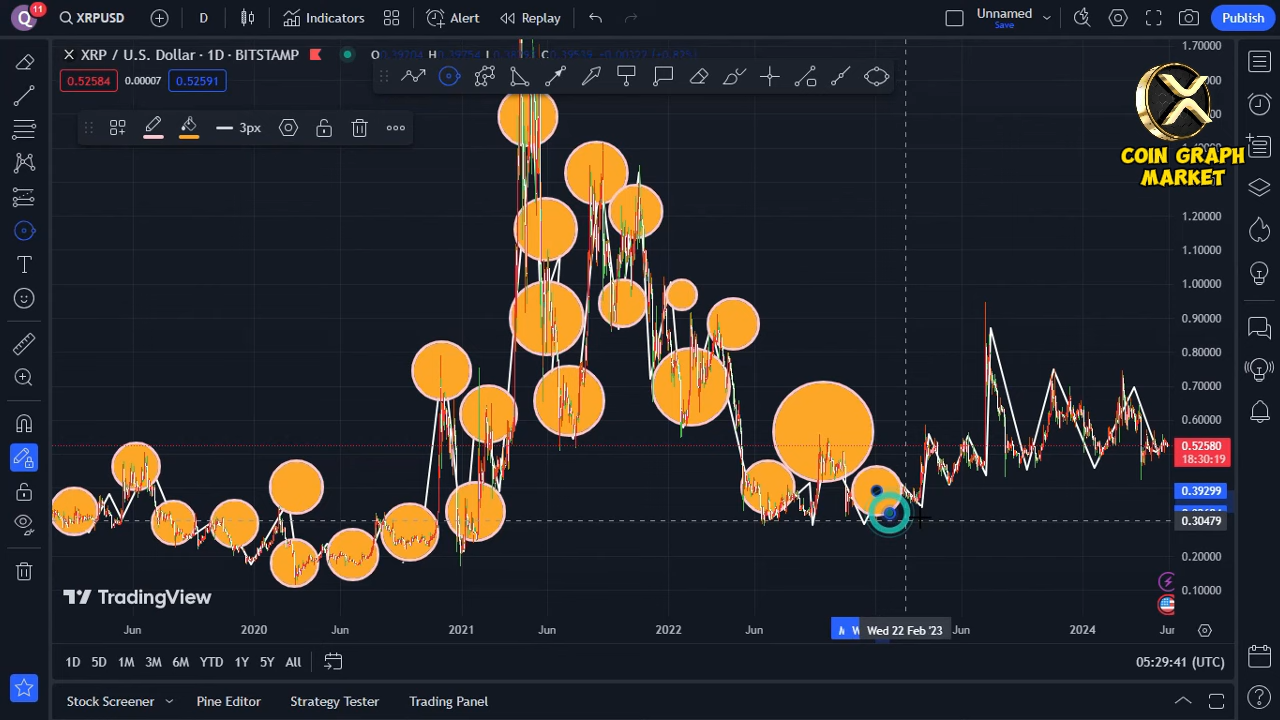 Q 11 XRPUSD D Indicators Alert Replay Unnamed Save Publish
XRP / U.S. Dollar · 1D · BITSTAMP
0.52584 0.00007 0.52591
3px
COIN GRAPH
MARKET
1.70000
1.20000
1.10000
1.00000
0.90000
0.80000
0.70000
0.60000
0.52580
18:30:19
0.39299
0.30479
0.20000
0.10000
TradingView
Jun 2020 Jun 2021 Jun 2022 Jun Wed 22 Feb '23 Jun 2024 Jun
1D 5D 1M 3M 6M YTD 1Y 5Y All 05:29:41 (UTC)
Stock Screener Pine Editor Strategy Tester Trading Panel